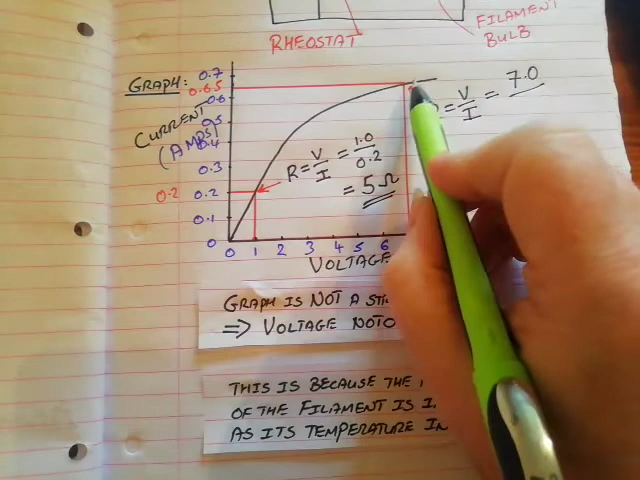 RHEOSTAT
FILAMENT
BULB
GRAPH:
CURRENT
(AMPS)
0.7
0.65
0.6
0.5
0.4
0.3
0.2
0.2
0.1
0
0 1 2 3 4 5 6
VOLTAGE
R = V/I = 1.0/0.2
= 5Ω
= V/I = 7.0
GRAPH IS NOT A
=> VOLTAGE NOT
THIS IS BECAUSE THE
OF THE FILAMENT IS
AS ITS TEMPERATURE